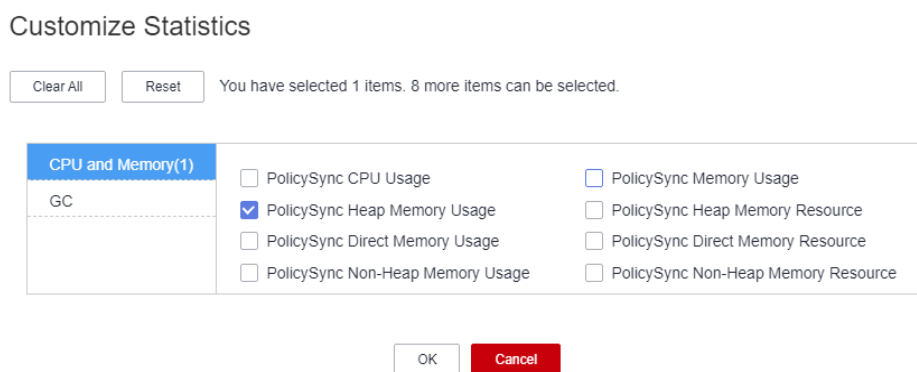 Customize Statistics
Clear All Reset You have selected 1 items. 8 more items can be selected.
CPU and Memory(1)
GC
PolicySync CPU Usage PolicySync Memory Usage
PolicySync Heap Memory Usage PolicySync Heap Memory Resource
PolicySync Direct Memory Usage PolicySync Direct Memory Resource
PolicySync Non-Heap Memory Usage PolicySync Non-Heap Memory Resource
OK Cancel